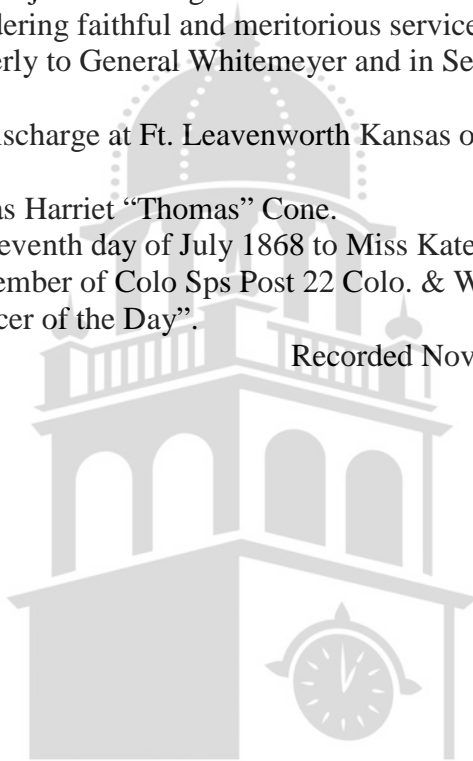 dering faithful and meritorious service
erly to General Whitemeyer and in Se
ischarge at Ft. Leavenworth Kansas o
as Harriet “Thomas” Cone.
eventh day of July 1868 to Miss Kate
ember of Colo Sps Post 22 Colo. & W
cer of the Day”.
Recorded Nov